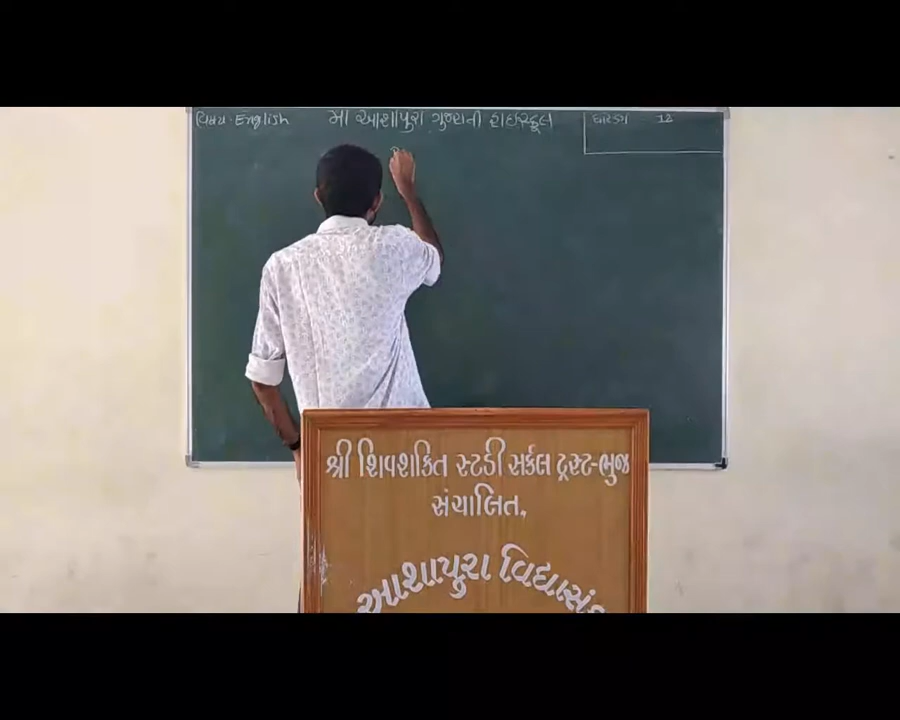 વિષય - English
મા આશાપુરા ગુજરાતી હાઈસ્કૂલ
ધોરણ - 12
શ્રી શિવશકિત સ્ટડી સર્કલ ટ્રસ્ટ-ભુજ
સંચાલિત,
આશાપુરા